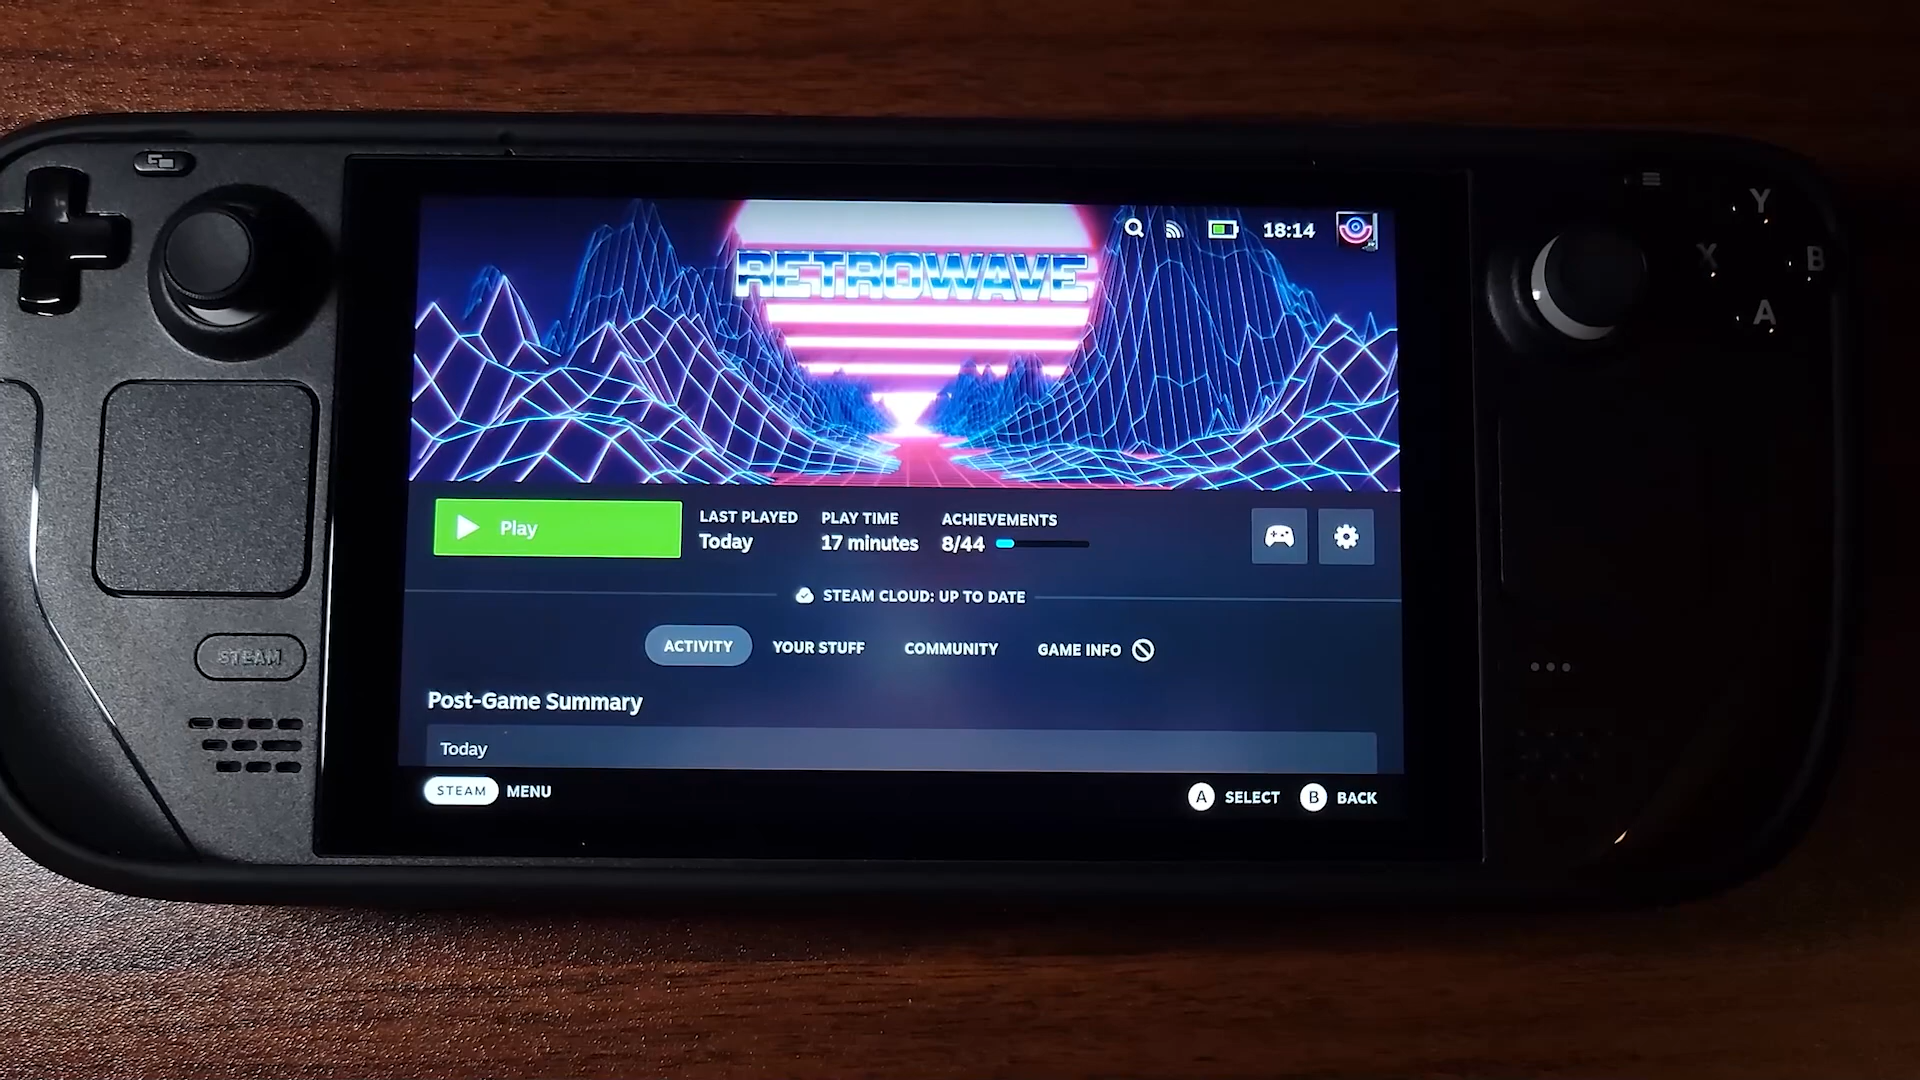 RETROWAVE
18:14
Y
X
B
A
Play
LAST PLAYED
Today
PLAY TIME
17 minutes
ACHIEVEMENTS
8/44
STEAM CLOUD: UP TO DATE
ACTIVITY YOUR STUFF COMMUNITY GAME INFO
STEAM
Post-Game Summary
Today
STEAM MENU
A SELECT B BACK